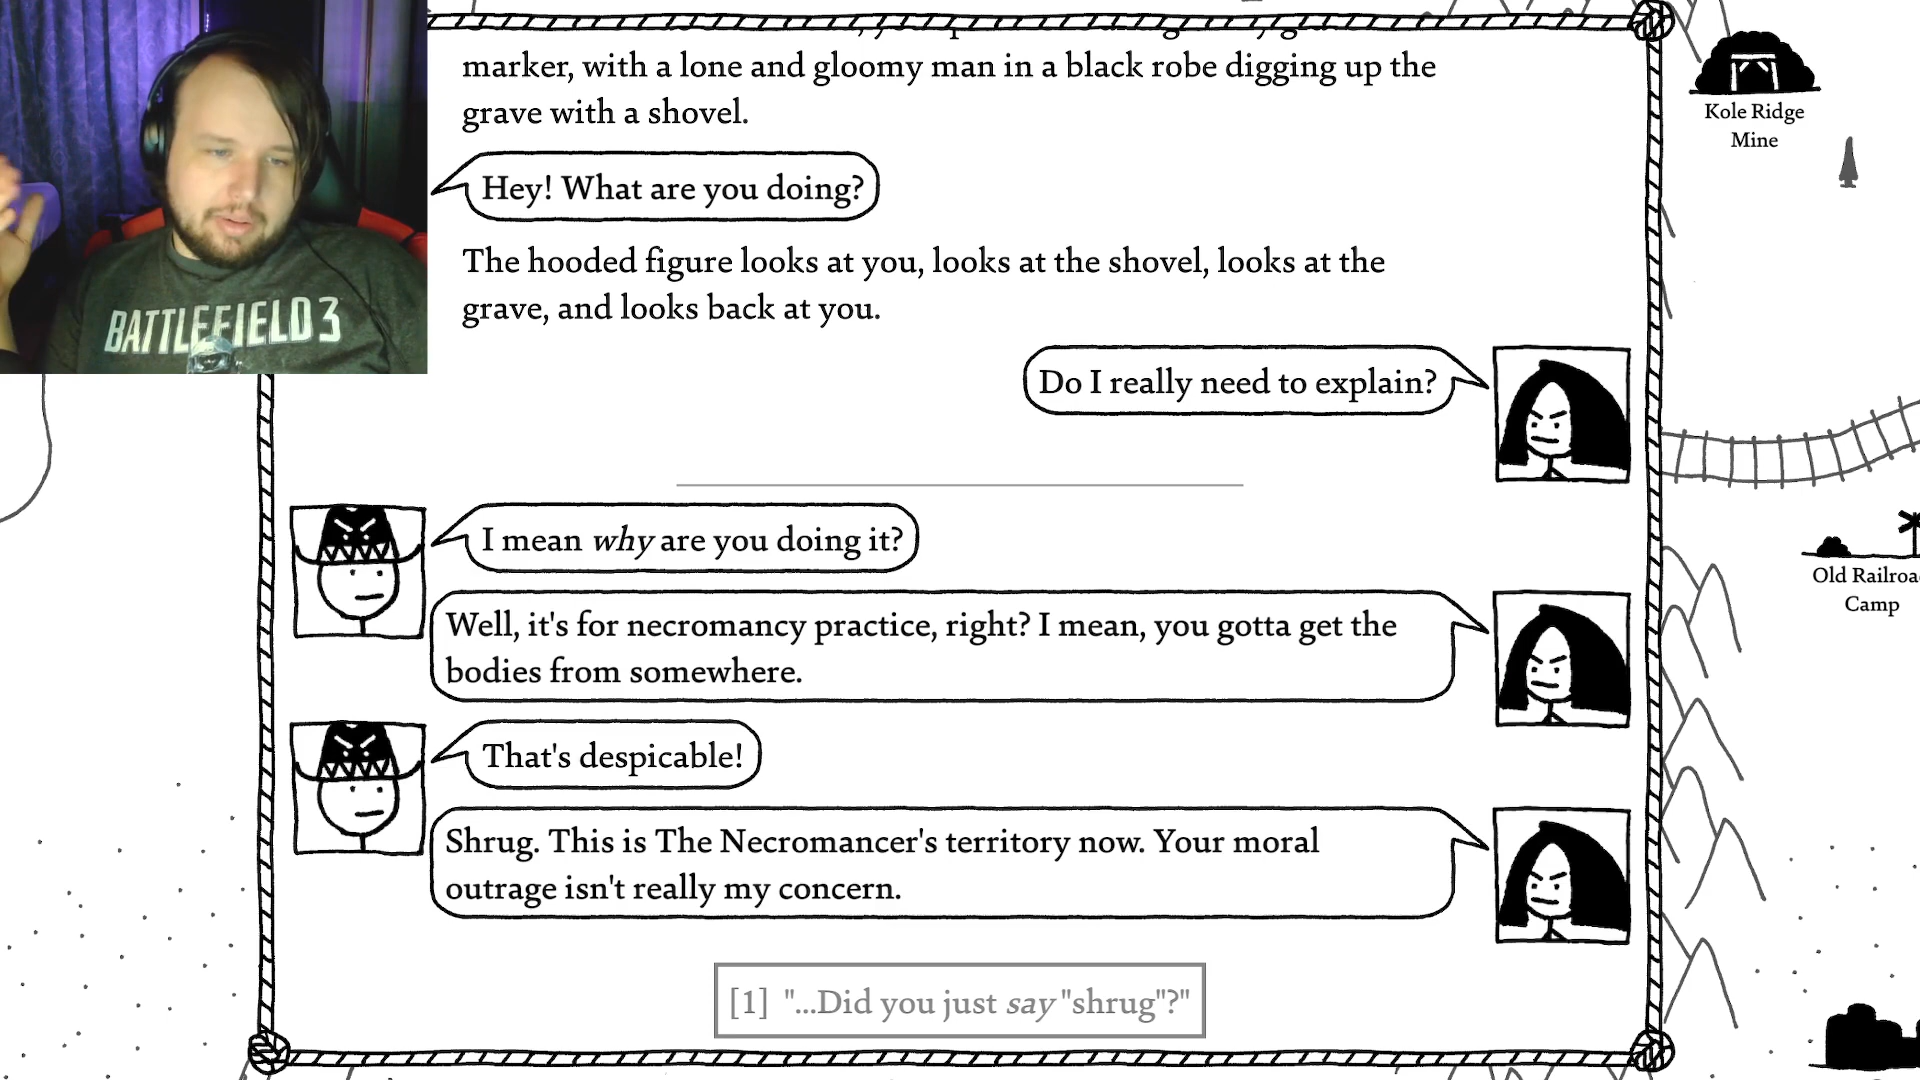 marker, with a lone and gloomy man in a black robe digging up the
grave with a shovel.
Hey! What are you doing?
The hooded figure looks at you, looks at the shovel, looks at the
grave, and looks back at you.
Do I really need to explain?
I mean why are you doing it?
Well, it's for necromancy practice, right? I mean, you gotta get the
bodies from somewhere.
That's despicable!
Shrug. This is The Necromancer's territory now. Your moral
outrage isn't really my concern.
[1] "...Did you just say "shrug"?"
BATTLEFIELD 3
Kole Ridge
Mine
Old Railroa
Camp